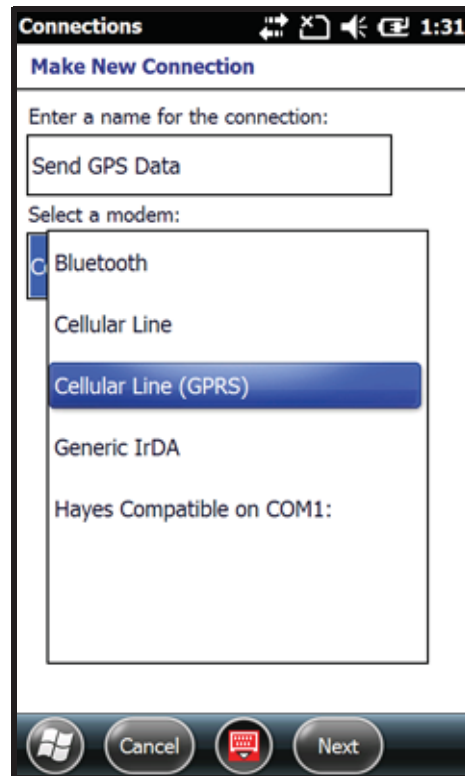 Connections 1:31
Make New Connection
Enter a name for the connection:
Send GPS Data
Select a modem:
Bluetooth
Cellular Line
Cellular Line (GPRS)
Generic IrDA
Hayes Compatible on COM1:
Cancel Next